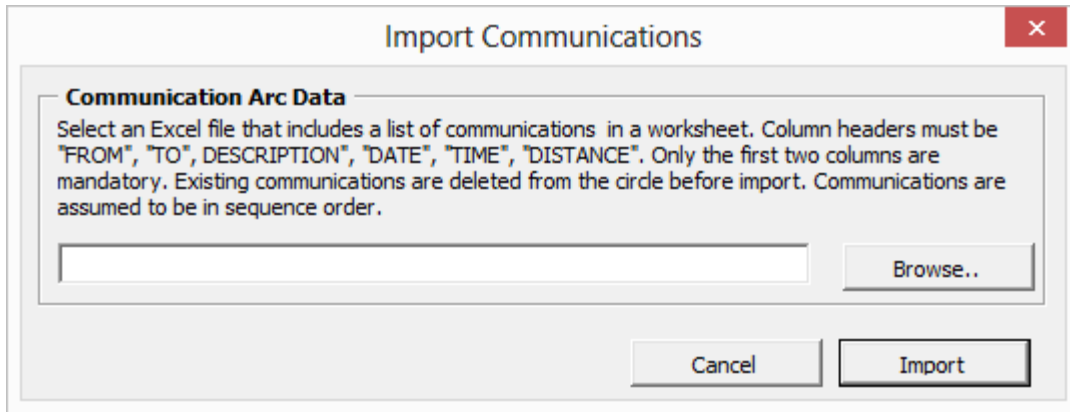 Import Communications
Communication Arc Data
Select an Excel file that includes a list of communications  in a worksheet. Column headers must be
"FROM", "TO", DESCRIPTION", "DATE", "TIME", "DISTANCE". Only the first two columns are
mandatory. Existing communications are deleted from the circle before import. Communications are
assumed to be in sequence order.
Browse..
Cancel
Import